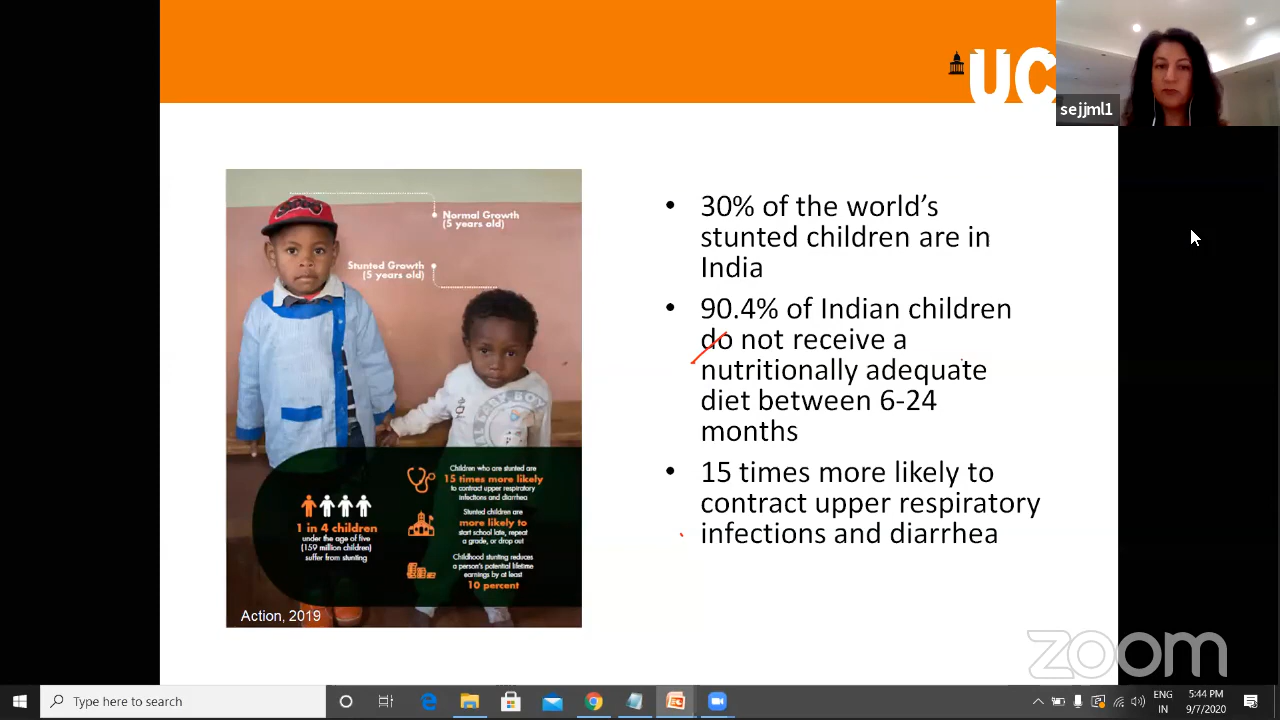 UC
sejjml1
Normal Growth
(5 years old)
Stunted Growth
(5 years old)
1 in 4 children
under the age of five
(159 million children)
suffer from stunting
Children who are stunted are
15 times more likely
to contract upper respiratory
infections and diarrhea
Stunted children are
more likely to
start school late, repeat
a grade, or drop out
Childhood stunting reduces
a person's potential lifetime
earnings by at least
10 percent
Action, 2019
• 30% of the world's
stunted children are in
India
• 90.4% of Indian children
do not receive a
nutritionally adequate
diet between 6-24
months
• 15 times more likely to
contract upper respiratory
infections and diarrhea
zoom
Type here to search
ENG
IN
5:44 PM
9/7/2020